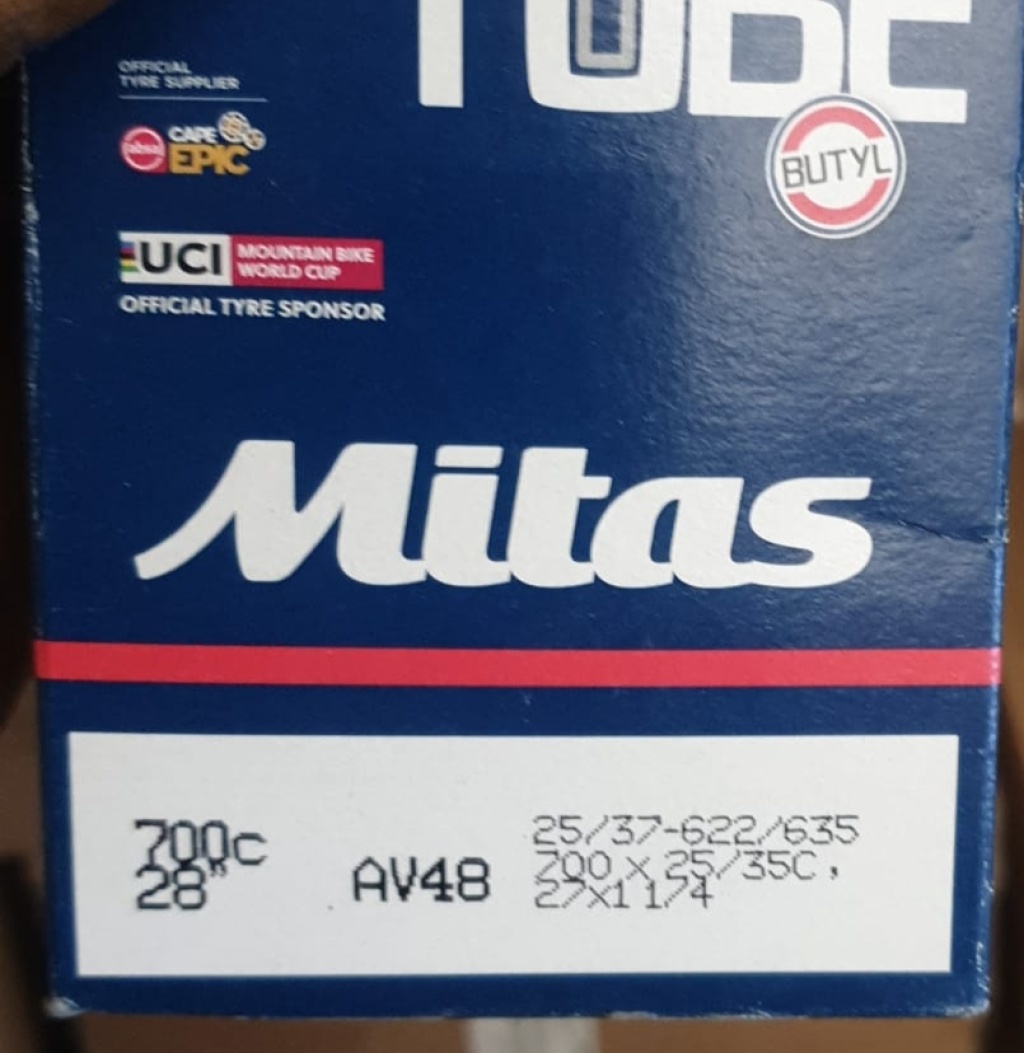 TUBE
OFFICIAL
TYRE SUPPLIER
absa
CAPE
EPIC
BUTYL
UCI
MOUNTAIN BIKE
WORLD CUP
OFFICIAL TYRE SPONSOR
Mitas
700c
28"
AV48
25/37-622/635
700 x 25/35C,
27x1 1/4